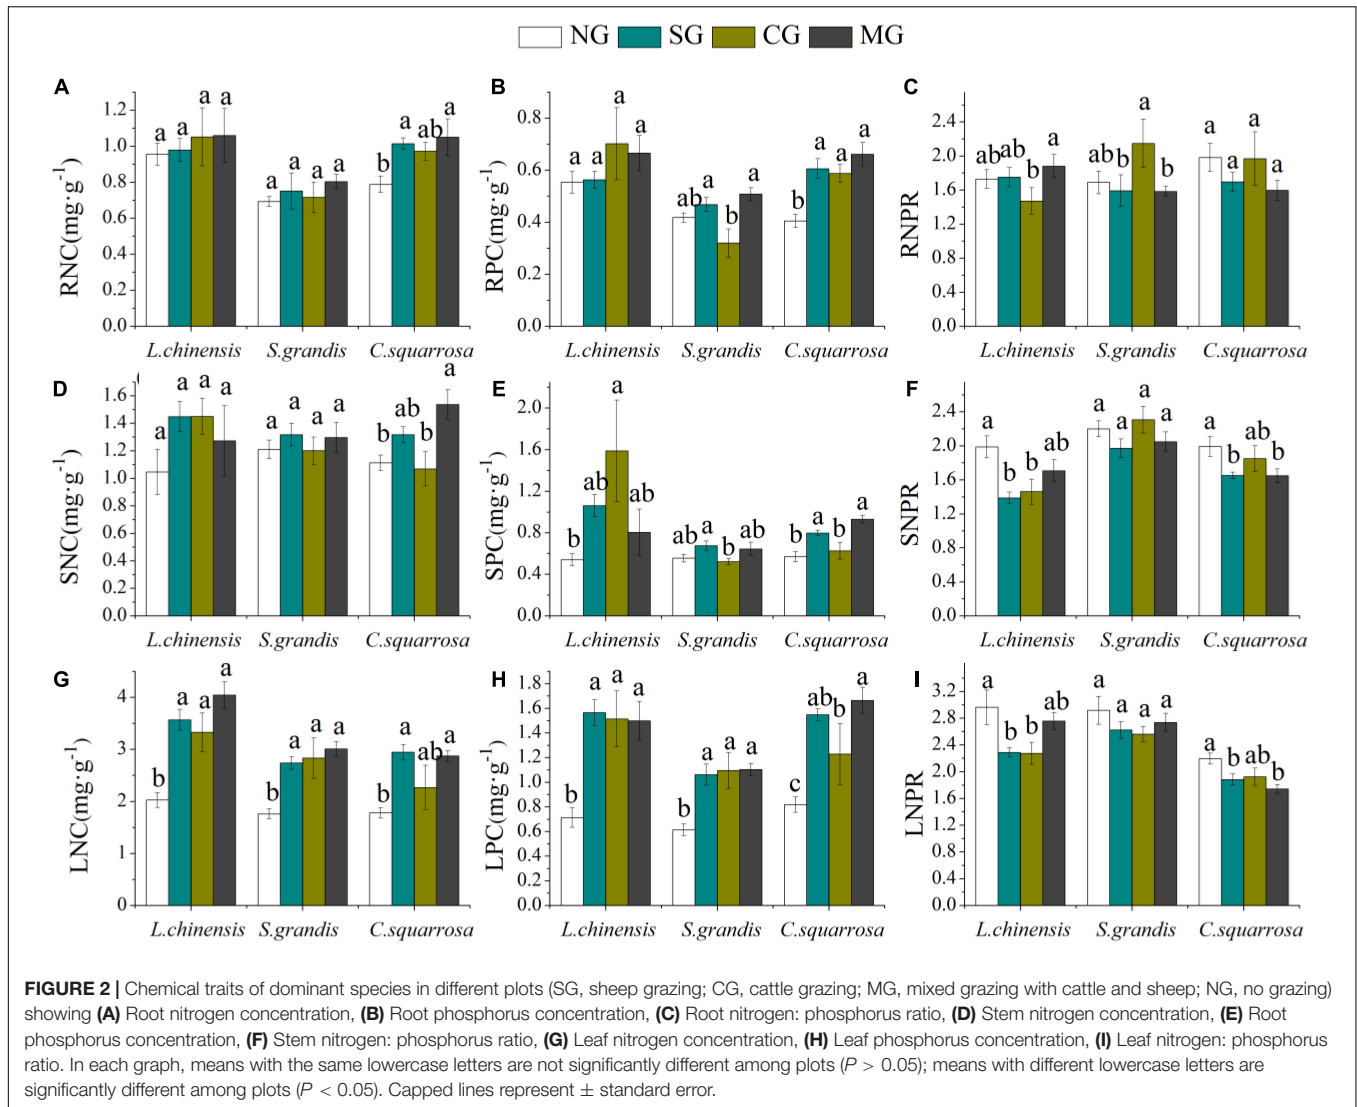 NG SG CG MG
A
RNC(mg·g-1)
1.2
1.0
0.8
0.6
0.4
0.2
0.0
a a a a
a a a a
b a ab a
L.chinensis S.grandis C.squarrosa
B
RPC(mg·g-1)
0.8
0.6
0.4
0.2
0.0
a a a a
ab a b a
b a a a
L.chinensis S.grandis C.squarrosa
C
RNPR
2.4
2.0
1.6
1.2
0.8
0.4
0.0
ab ab b a
ab b a b
a a a a
L.chinensis S.grandis C.squarrosa
D
SNC(mg·g-1)
1.6
1.4
1.2
1.0
0.8
0.6
0.4
0.2
0.0
a a a a
a a a a
b ab b a
L.chinensis S.grandis C.squarrosa
E
SPC(mg·g-1)
2.0
1.6
1.2
0.8
0.4
0.0
b ab a ab
ab a b ab
b a b a
L.chinensis S.grandis C.squarrosa
F
SNPR
2.4
2.0
1.6
1.2
0.8
0.4
0.0
a b b ab
a a a a
a b ab b
L.chinensis S.grandis C.squarrosa
G
LNC(mg·g-1)
4
3
2
1
0
b a a a
b a a a
b a ab a
L.chinensis S.grandis C.squarrosa
H
LPC(mg·g-1)
1.8
1.6
1.4
1.2
1.0
0.8
0.6
0.4
0.2
0.0
b a a a
b a a a
c ab b a
L.chinensis S.grandis C.squarrosa
I
LNPR
3.2
2.8
2.4
2.0
1.6
1.2
0.8
0.4
0.0
a b b ab
a a a a
a b ab b
L.chinensis S.grandis C.squarrosa
FIGURE 2 | Chemical traits of dominant species in different plots (SG, sheep grazing; CG, cattle grazing; MG, mixed grazing with cattle and sheep; NG, no grazing)
showing (A) Root nitrogen concentration, (B) Root phosphorus concentration, (C) Root nitrogen: phosphorus ratio, (D) Stem nitrogen concentration, (E) Root
phosphorus concentration, (F) Stem nitrogen: phosphorus ratio, (G) Leaf nitrogen concentration, (H) Leaf phosphorus concentration, (I) Leaf nitrogen: phosphorus
ratio. In each graph, means with the same lowercase letters are not significantly different among plots (P > 0.05); means with different lowercase letters are
significantly different among plots (P < 0.05). Capped lines represent ± standard error.